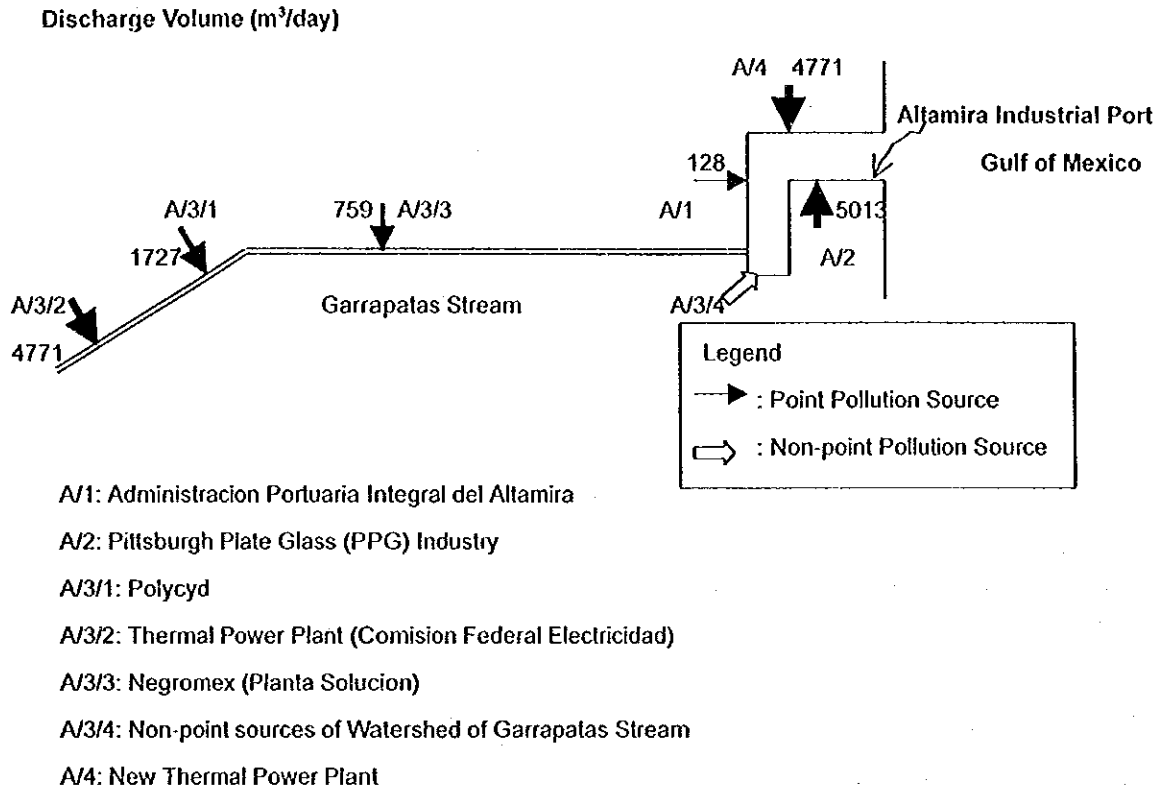 Discharge Volume (m³/day)
A/4 4771
Altamira Industrial Port
Gulf of Mexico
128
A/3/1
759 A/3/3
A/1
5013
1727
A/2
A/3/2
Garrapatas Stream
A/3/4
4771
Legend
: Point Pollution Source
: Non-point Pollution Source
A/1: Administracion Portuaria Integral del Altamira
A/2: Pittsburgh Plate Glass (PPG) Industry
A/3/1: Polycyd
A/3/2: Thermal Power Plant (Comision Federal Electricidad)
A/3/3: Negromex (Planta Solucion)
A/3/4: Non-point sources of Watershed of Garrapatas Stream
A/4: New Thermal Power Plant